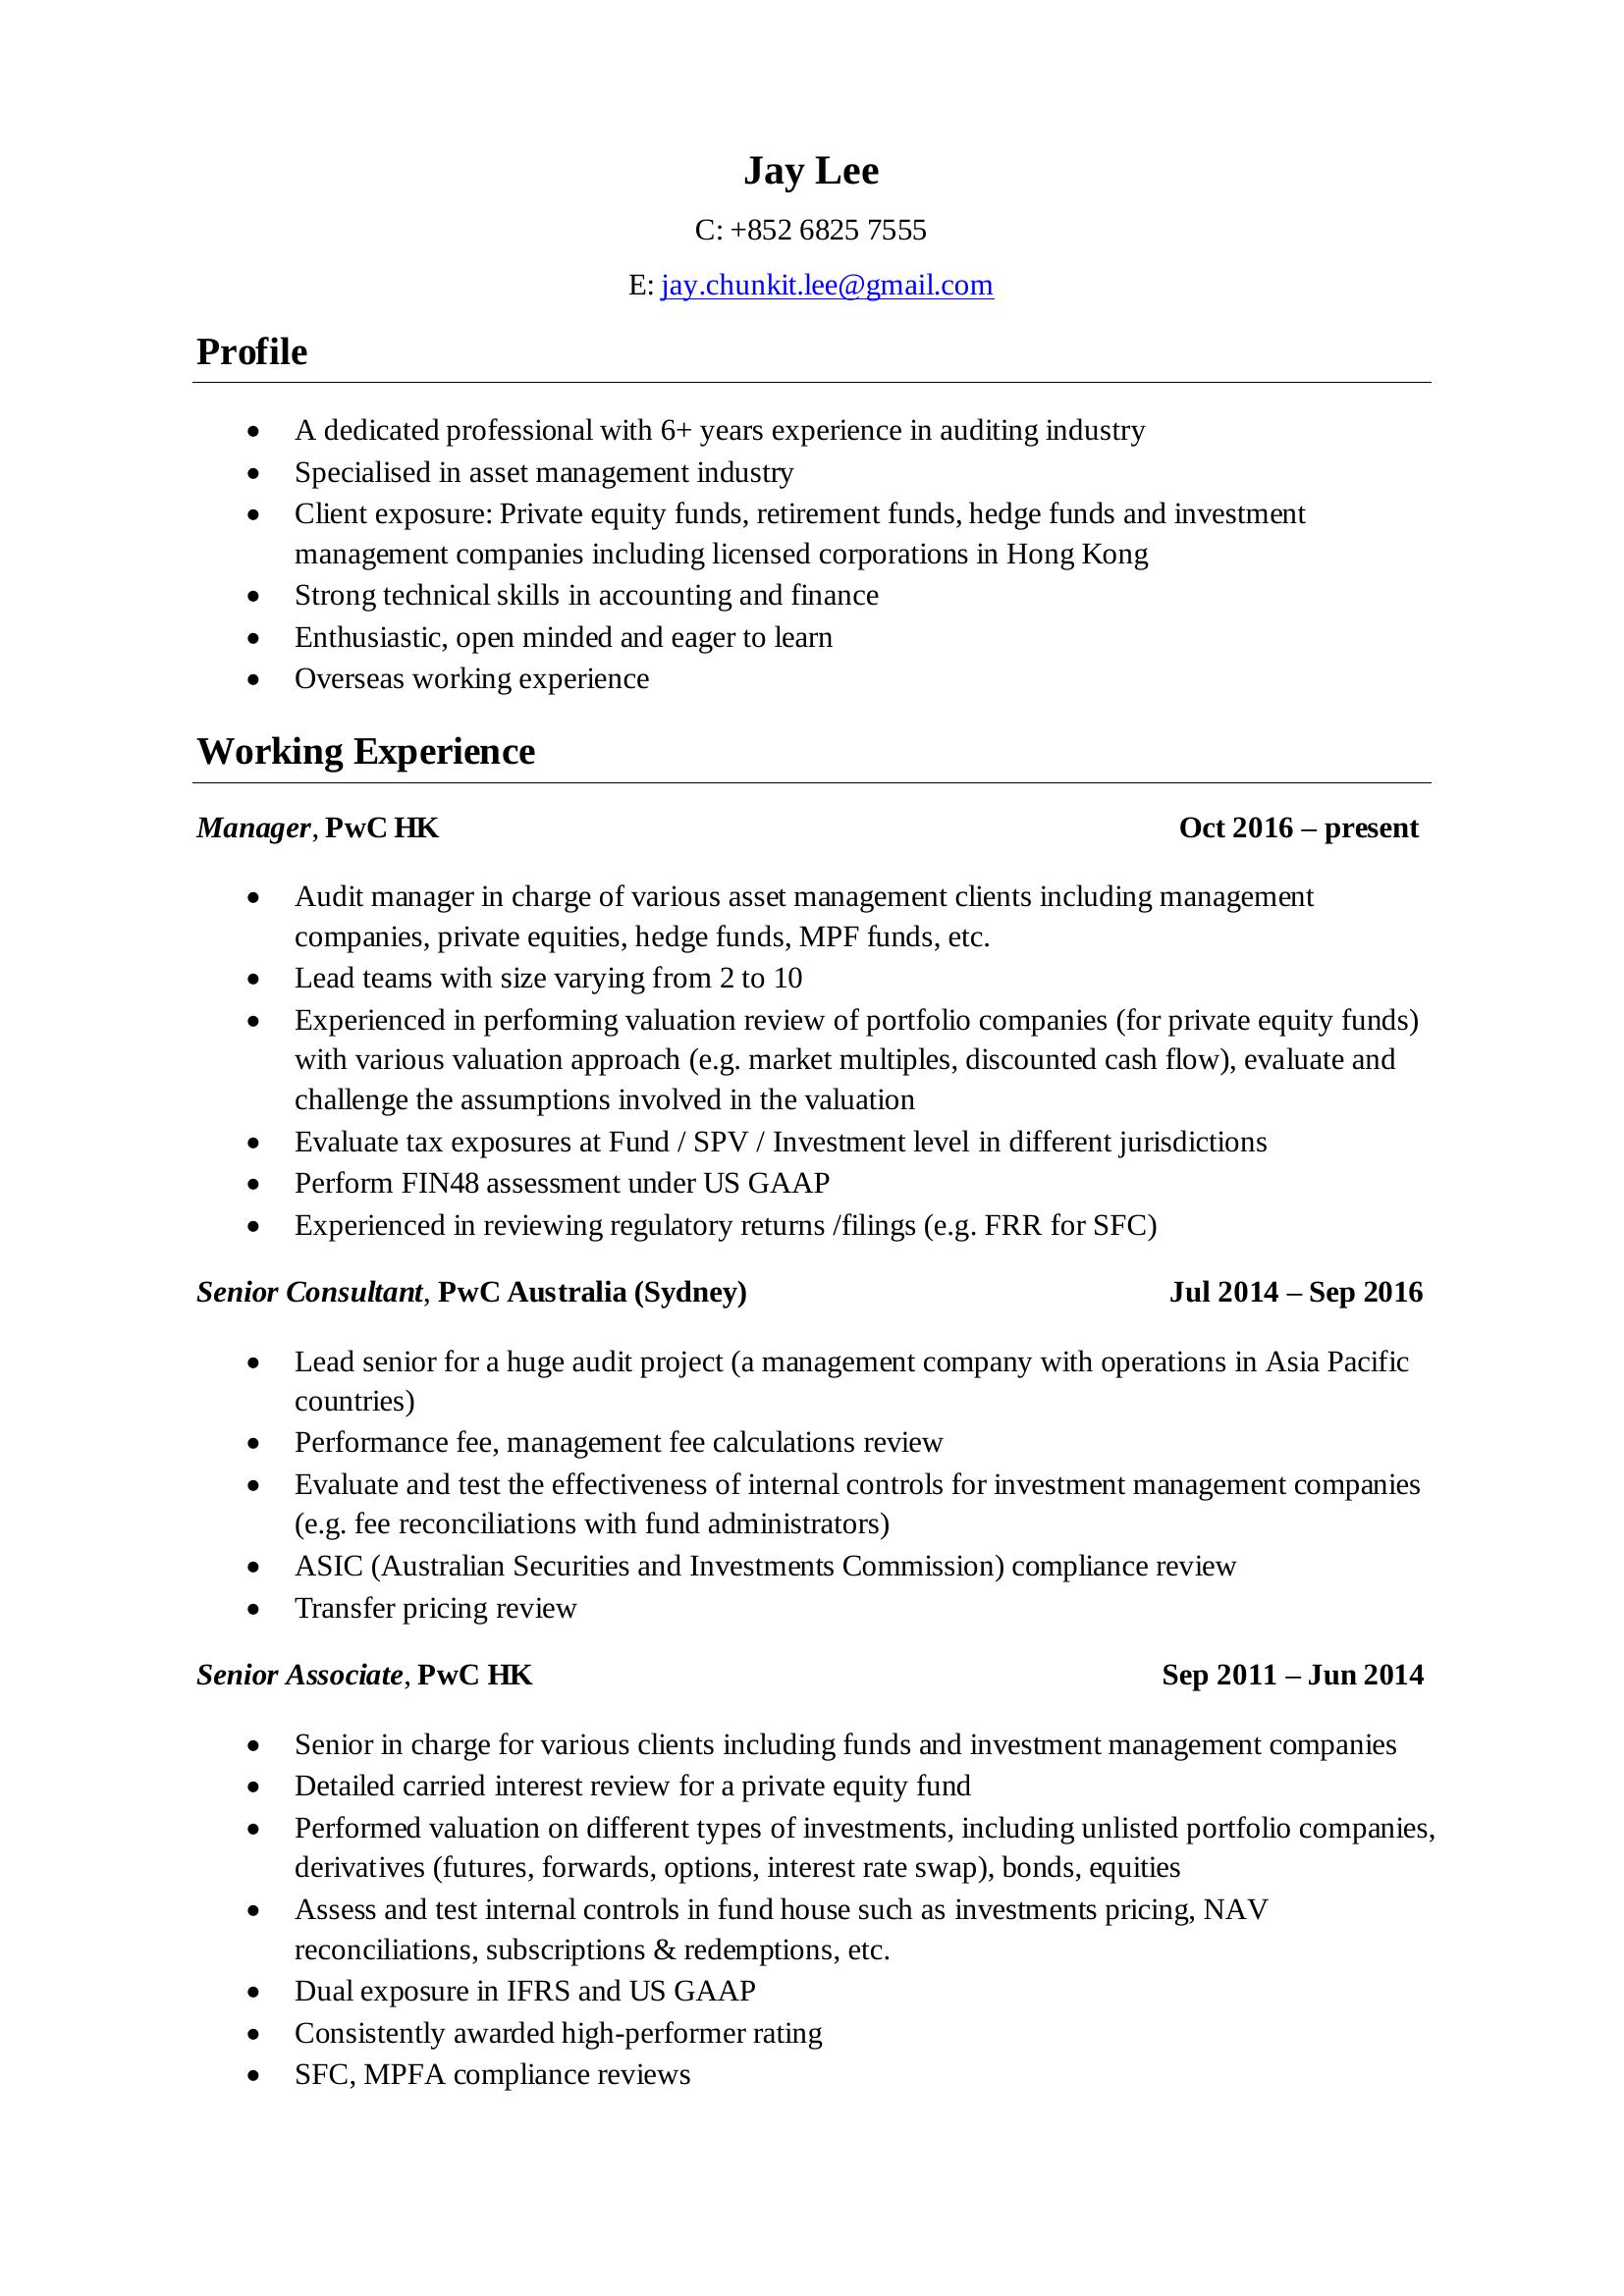 Jay Lee
C: +852 6825 7555
E: jay.chunkit.lee@gmail.com
Profile
• A dedicated professional with 6+ years experience in auditing industry
• Specialised in asset management industry
• Client exposure: Private equity funds, retirement funds, hedge funds and investment
management companies including licensed corporations in Hong Kong
• Strong technical skills in accounting and finance
• Enthusiastic, open minded and eager to learn
• Overseas working experience
Working Experience
Manager, PwC HK Oct 2016 – present
• Audit manager in charge of various asset management clients including management
companies, private equities, hedge funds, MPF funds, etc.
• Lead teams with size varying from 2 to 10
• Experienced in performing valuation review of portfolio companies (for private equity funds)
with various valuation approach (e.g. market multiples, discounted cash flow), evaluate and
challenge the assumptions involved in the valuation
• Evaluate tax exposures at Fund / SPV / Investment level in different jurisdictions
• Perform FIN48 assessment under US GAAP
• Experienced in reviewing regulatory returns /filings (e.g. FRR for SFC)
Senior Consultant, PwC Australia (Sydney) Jul 2014 – Sep 2016
• Lead senior for a huge audit project (a management company with operations in Asia Pacific
countries)
• Performance fee, management fee calculations review
• Evaluate and test the effectiveness of internal controls for investment management companies
(e.g. fee reconciliations with fund administrators)
• ASIC (Australian Securities and Investments Commission) compliance review
• Transfer pricing review
Senior Associate, PwC HK Sep 2011 – Jun 2014
• Senior in charge for various clients including funds and investment management companies
• Detailed carried interest review for a private equity fund
• Performed valuation on different types of investments, including unlisted portfolio companies,
derivatives (futures, forwards, options, interest rate swap), bonds, equities
• Assess and test internal controls in fund house such as investments pricing, NAV
reconciliations, subscriptions & redemptions, etc.
• Dual exposure in IFRS and US GAAP
• Consistently awarded high-performer rating
• SFC, MPFA compliance reviews